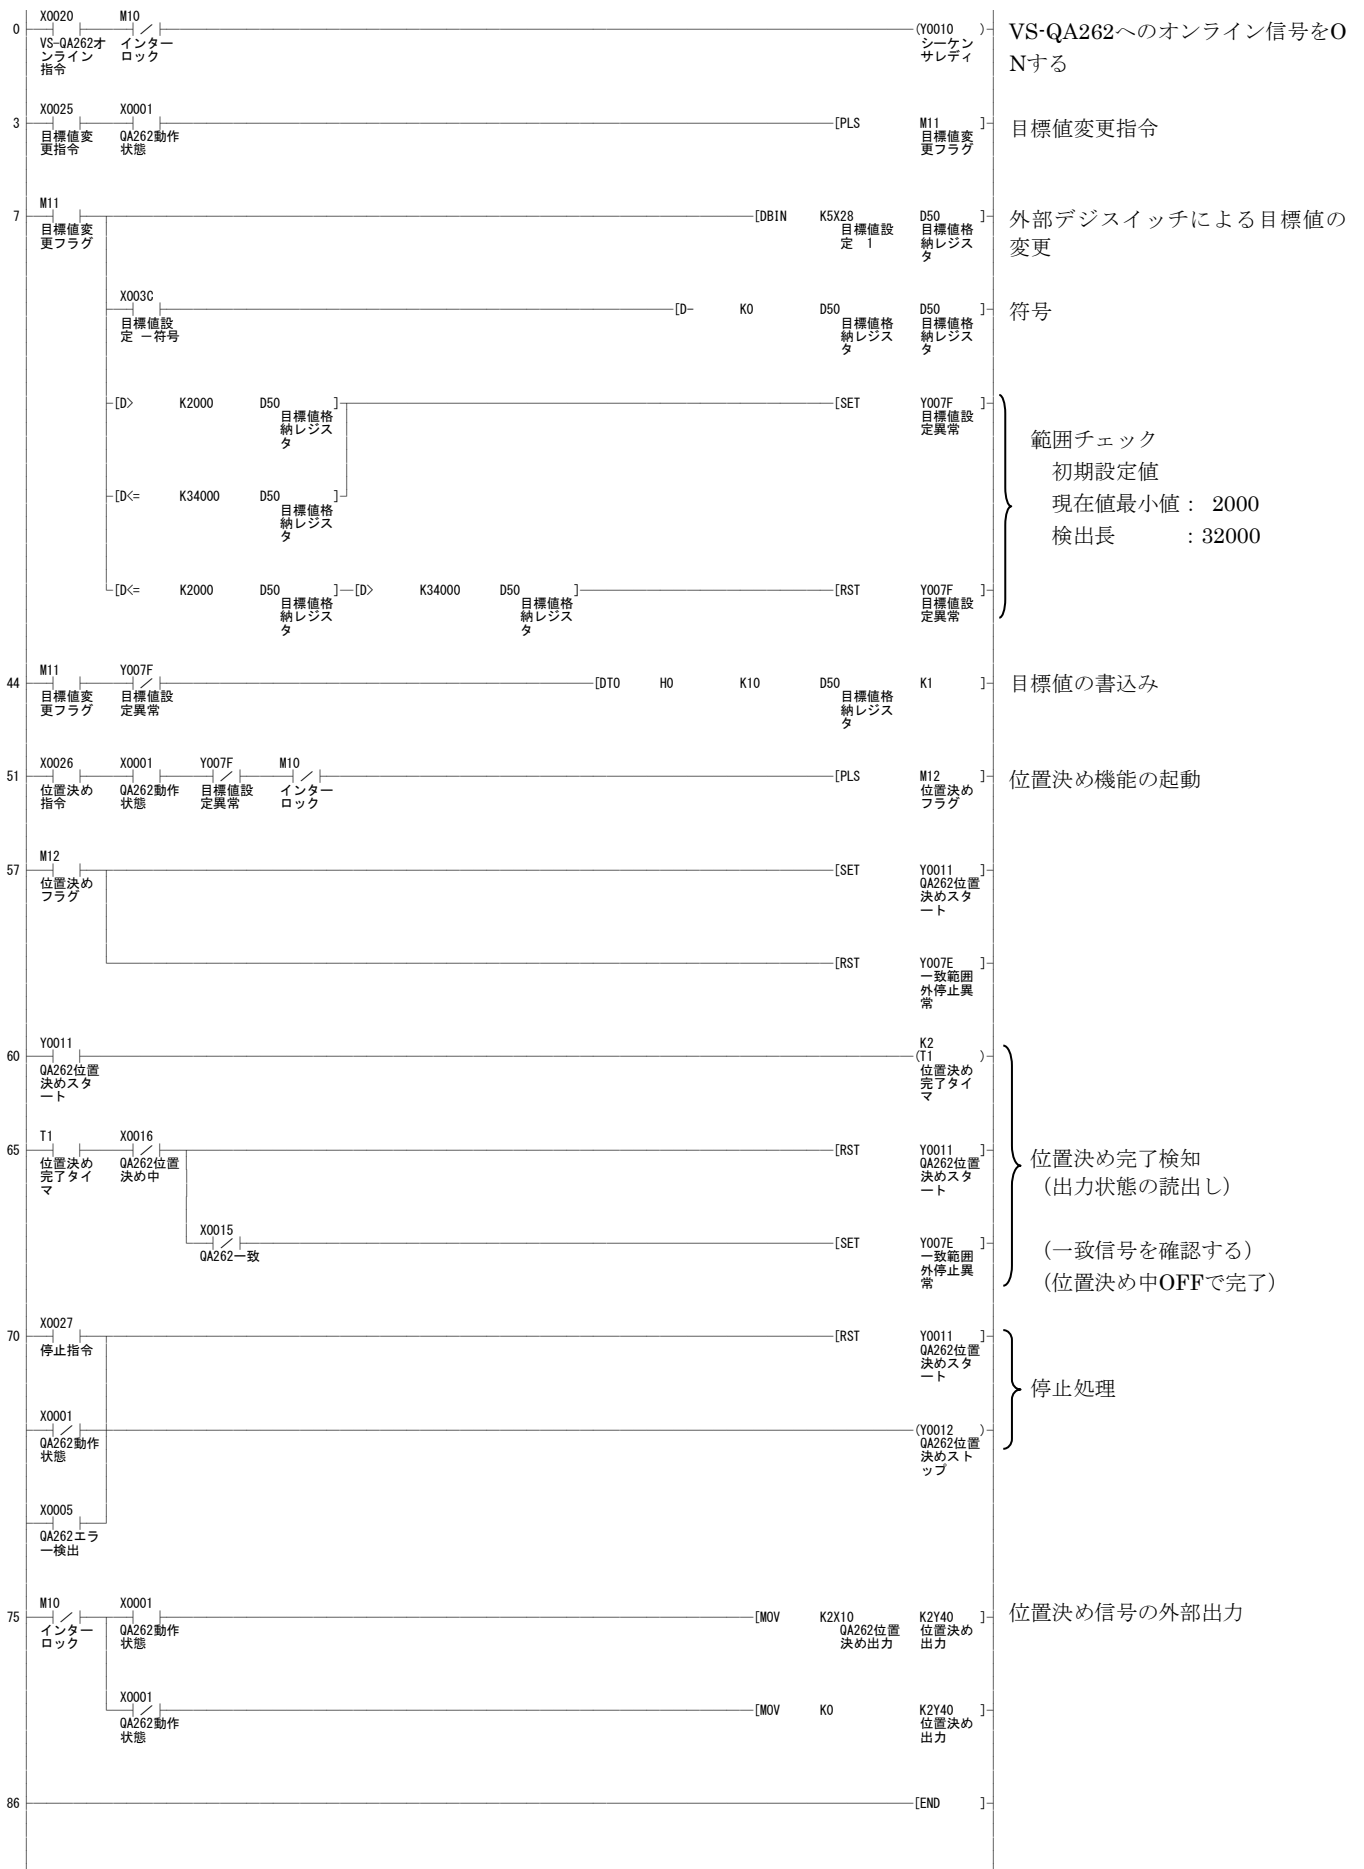 X0020 M10
0 (Y0010 ) VS-QA262へのオンライン信号をO
VS-QA262オ インター シーケン
ンライン ロック サレディ Nする
指令
X0025 X0001
3 [PLS M11 ] 目標値変更指令
目標値変 QA262動作 目標値変
更指令 状態 更フラグ
M11
7 [DBIN K5X28 D50 ] 外部デジスイッチによる目標値の
目標値変 目標値設 目標値格
更フラグ 定 1 納レジス 変更
タ
X003C
[D- K0 D50 D50 ] 符号
目標値設 目標値格 目標値格
定 ー符号 納レジス 納レジス
タ タ
[D> K2000 D50 ] [SET Y007F ]
目標値格 目標値設
納レジス 定異常
タ
範囲チェック
初期設定値
[D<= K34000 D50 ] 現在値最小値： 2000
目標値格
納レジス
タ
検出長 ：32000
[D<= K2000 D50 ] [D> K34000 D50 ] [RST Y007F ]
目標値格 目標値格 目標値設
納レジス 納レジス 定異常
タ タ
M11 Y007F
44 [DTO H0 K10 D50 K1 ] 目標値の書込み
目標値変 目標値設 目標値格
更フラグ 定異常 納レジス
タ
X0026 X0001 Y007F M10
51 [PLS M12 ] 位置決め機能の起動
位置決め QA262動作 目標値設 インター 位置決め
指令 状態 定異常 ロック フラグ
M12
57 [SET Y0011 ]
位置決め QA262位置
フラグ 決めスタ
ート
[RST Y007E ]
一致範囲
外停止異
常
Y0011 K2
60 (T1 )
QA262位置 位置決め
決めスタ 完了タイ
ート マ
T1 X0016
65 [RST Y0011 ]
位置決め QA262位置 QA262位置 位置決め完了検知
完了タイ 決め中 決めスタ
マ ート （出力状態の読出し）
X0015
[SET Y007E ] （一致信号を確認する）
QA262一致 一致範囲
外停止異
常 （位置決め中OFFで完了）
X0027
70 [RST Y0011 ]
停止指令 QA262位置
決めスタ
ート
停止処理
X0001
(Y0012 )
QA262動作 QA262位置
状態 決めスト
ップ
X0005
QA262エラ
ー検出
M10 X0001
75 [MOV K2X10 K2Y40 ] 位置決め信号の外部出力
インター QA262動作 QA262位置 位置決め
ロック 状態 決め出力 出力
X0001
[MOV K0 K2Y40 ]
QA262動作 位置決め
状態 出力
86 [END ]